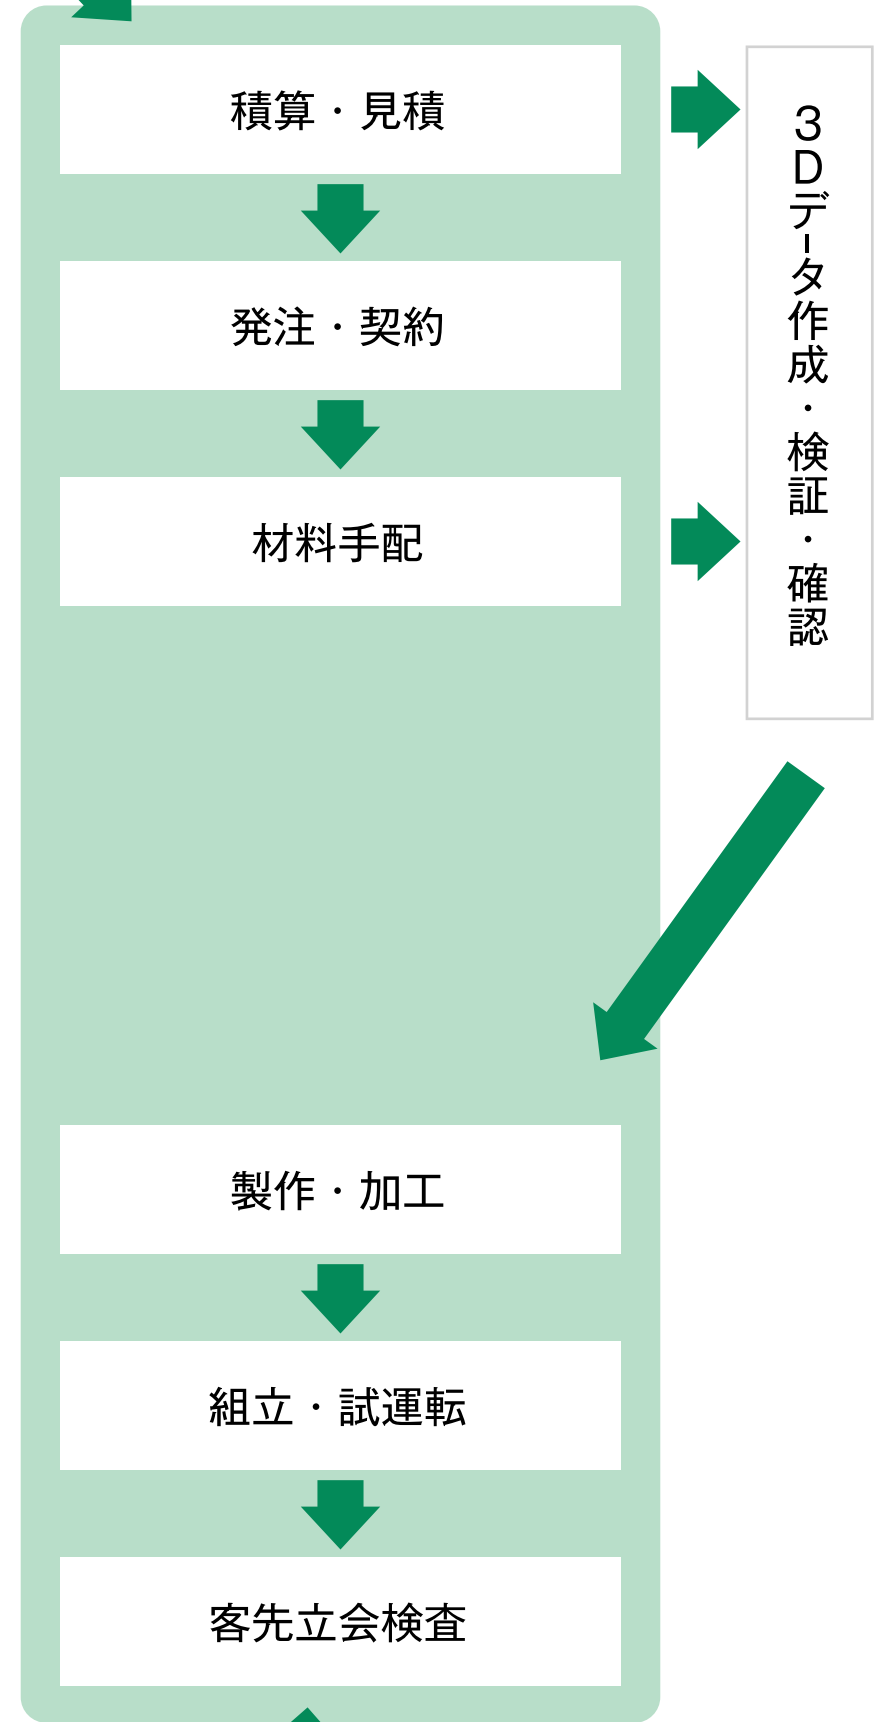 積算・見積
発注・契約
材料手配
3Dデータ作成・検証・確認
製作・加工
組立・試運転
客先立会検査